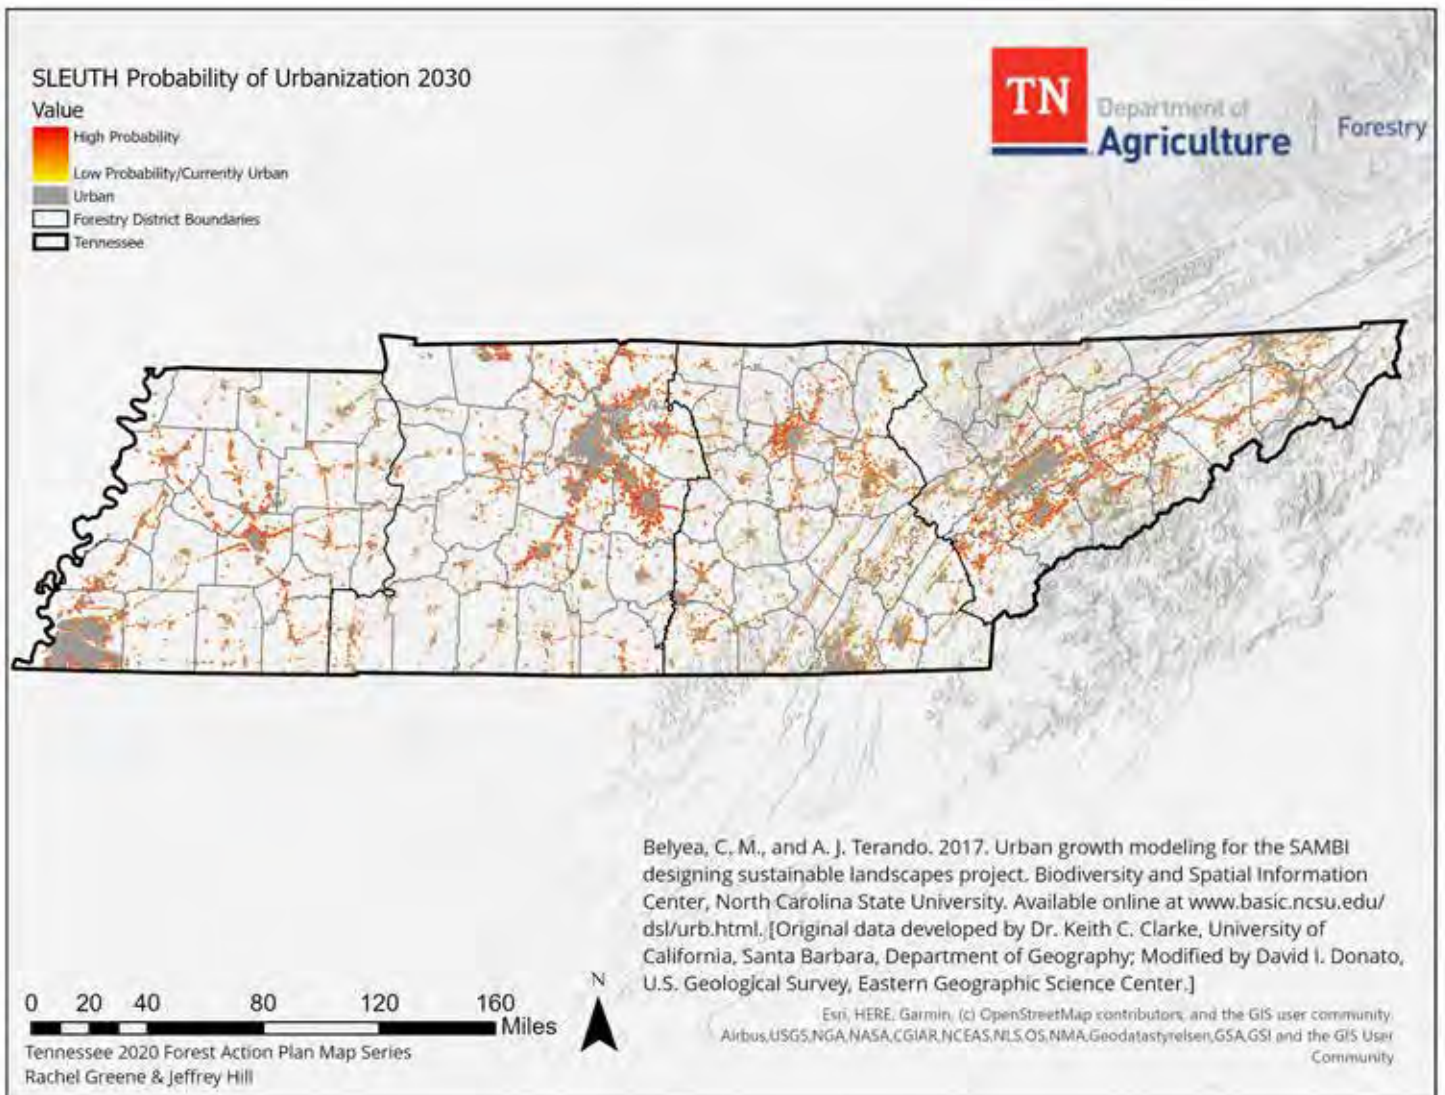 SLEUTH Probability of Urbanization 2030
Value
High Probability
Low Probability/Currently Urban
Urban
Forestry District Boundaries
Tennessee
TN
Department of
Agriculture
Forestry
Belyea, C. M., and A. J. Terando. 2017. Urban growth modeling for the SAMBI
designing sustainable landscapes project. Biodiversity and Spatial Information
Center, North Carolina State University. Available online at www.basic.ncsu.edu/
dsl/urb.html. [Original data developed by Dr. Keith C. Clarke, University of
California, Santa Barbara, Department of Geography; Modified by David I. Donato,
U.S. Geological Survey, Eastern Geographic Science Center.]
N
0 20 40 80 120 160
Miles
Esri, HERE, Garmin, (c) OpenStreetMap contributors, and the GIS user community.
Airbus,USGS,NGA,NASA,CGIAR,NCEAS,NLS,OS,NMA,Geodatastyrelsen,GSA,GSI and the GIS User
Community
Tennessee 2020 Forest Action Plan Map Series
Rachel Greene & Jeffrey Hill